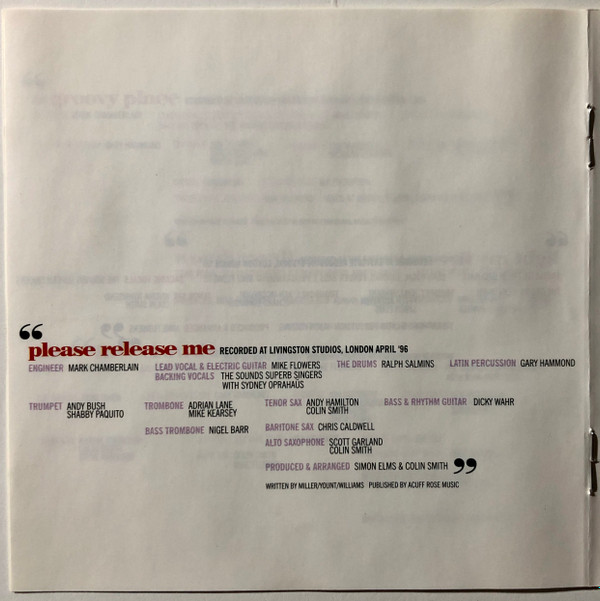 “
please release me RECORDED AT LIVINGSTON STUDIOS, LONDON APRIL '96
ENGINEER MARK CHAMBERLAIN LEAD VOCAL & ELECTRIC GUITAR MIKE FLOWERS THE DRUMS RALPH SALMINS LATIN PERCUSSION GARY HAMMOND
BACKING VOCALS THE SOUNDS SUPERB SINGERS
WITH SYDNEY OPRAHAÜS
TRUMPET ANDY BUSH TROMBONE ADRIAN LANE TENOR SAX ANDY HAMILTON BASS & RHYTHM GUITAR DICKY WAHR
SHABBY PAQUITO MIKE KEARSEY COLIN SMITH
BASS TROMBONE NIGEL BARR BARITONE SAX CHRIS CALDWELL
ALTO SAXOPHONE SCOTT GARLAND
COLIN SMITH
PRODUCED & ARRANGED SIMON ELMS & COLIN SMITH ”
WRITTEN BY MILLER/YOUNT/WILLIAMS PUBLISHED BY ACUFF ROSE MUSIC